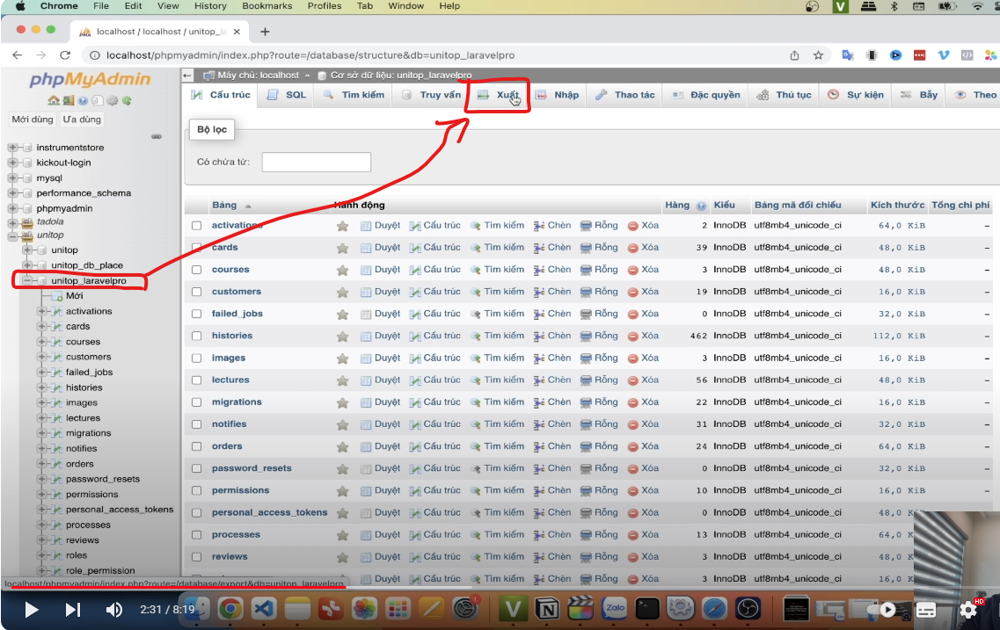 Chrome File Edit View History Bookmarks Profiles Tab Window Help
localhost / localhost / unitop_la
localhost/phpmyadmin/index.php?route=/database/structure&db=unitop_laravelpro
phpMyAdmin
Mới dùng Ưa dùng
instrumentstore
kickout-login
mysql
performance_schema
phpmyadmin
tadola
unitop
unitop
unitop_db_place
unitop_laravelpro
Mới
activations
cards
courses
customers
failed_jobs
histories
images
lectures
migrations
notifies
orders
password_resets
permissions
personal_access_tokens
processes
reviews
roles
role_permission
Máy chủ: localhost » Cơ sở dữ liệu: unitop_laravelpro
Cấu trúc SQL Tìm kiếm Truy vấn Xuất Nhập Thao tác Đặc quyền Thủ tục Sự kiện Bẫy Theo
Bộ lọc
Có chứa từ:
Bảng Hành động Hàng Kiểu Bảng mã đối chiếu Kích thước Tổng chi phí
activations Duyệt Cấu trúc Tìm kiếm Chèn Rỗng Xóa 2 InnoDB utf8mb4_unicode_ci 64,0 KiB -
cards Duyệt Cấu trúc Tìm kiếm Chèn Rỗng Xóa 39 InnoDB utf8mb4_unicode_ci 48,0 KiB -
courses Duyệt Cấu trúc Tìm kiếm Chèn Rỗng Xóa 3 InnoDB utf8mb4_unicode_ci 48,0 KiB -
customers Duyệt Cấu trúc Tìm kiếm Chèn Rỗng Xóa 19 InnoDB utf8mb4_unicode_ci 16,0 KiB -
failed_jobs Duyệt Cấu trúc Tìm kiếm Chèn Rỗng Xóa 0 InnoDB utf8mb4_unicode_ci 32,0 KiB -
histories Duyệt Cấu trúc Tìm kiếm Chèn Rỗng Xóa 462 InnoDB utf8mb4_unicode_ci 112,0 KiB -
images Duyệt Cấu trúc Tìm kiếm Chèn Rỗng Xóa 3 InnoDB utf8mb4_unicode_ci 16,0 KiB -
lectures Duyệt Cấu trúc Tìm kiếm Chèn Rỗng Xóa 56 InnoDB utf8mb4_unicode_ci 48,0 KiB -
migrations Duyệt Cấu trúc Tìm kiếm Chèn Rỗng Xóa 22 InnoDB utf8mb4_unicode_ci 16,0 KiB -
notifies Duyệt Cấu trúc Tìm kiếm Chèn Rỗng Xóa 31 InnoDB utf8mb4_unicode_ci 32,0 KiB -
orders Duyệt Cấu trúc Tìm kiếm Chèn Rỗng Xóa 24 InnoDB utf8mb4_unicode_ci 64,0 KiB -
password_resets Duyệt Cấu trúc Tìm kiếm Chèn Rỗng Xóa 0 InnoDB utf8mb4_unicode_ci 32,0 KiB -
permissions Duyệt Cấu trúc Tìm kiếm Chèn Rỗng Xóa 10 InnoDB utf8mb4_unicode_ci 16,0 KiB -
personal_access_tokens Duyệt Cấu trúc Tìm kiếm Chèn Rỗng Xóa 0 InnoDB utf8mb4_unicode_ci 48,0 K
processes Duyệt Cấu trúc Tìm kiếm Chèn Rỗng Xóa 13 InnoDB utf8mb4_unicode_ci 64,0 K
reviews Duyệt Cấu trúc Tìm kiếm Chèn Rỗng Xóa 3 InnoDB utf8mb4_unicode_ci 48,0 K
Duyệt Cấu trúc Tìm kiếm Chèn Rỗng Xóa 3 InnoDB utf8mb4_unicode_ci 16,0 K
localhost/phpmyadmin/index.php?route=/database/export&db=unitop_laravelpro
2:31 / 8:19
Zalo
HD